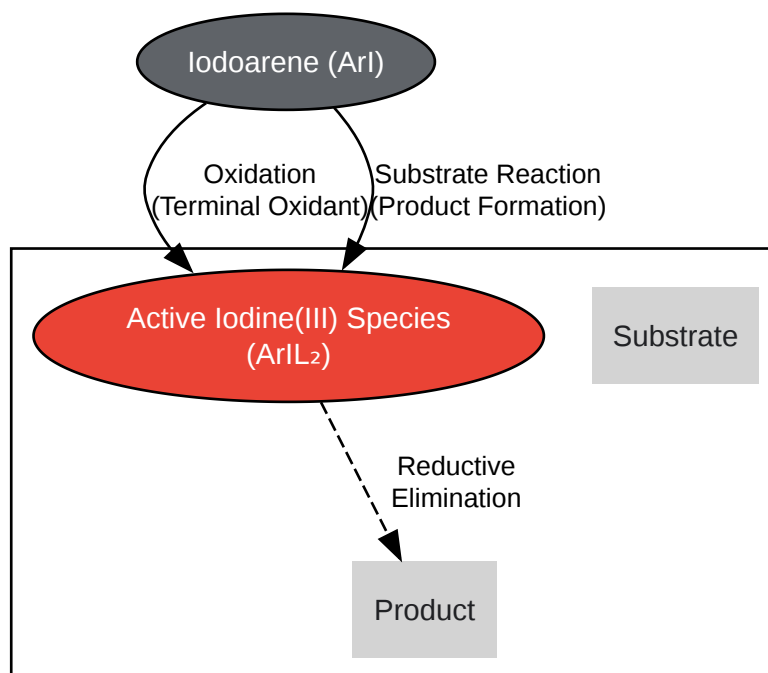 Iodoarene (ArI)
Oxidation
(Terminal Oxidant)
Substrate Reaction
(Product Formation)
Active Iodine(III) Species
(ArIL₂)
Substrate
Reductive
Elimination
Product